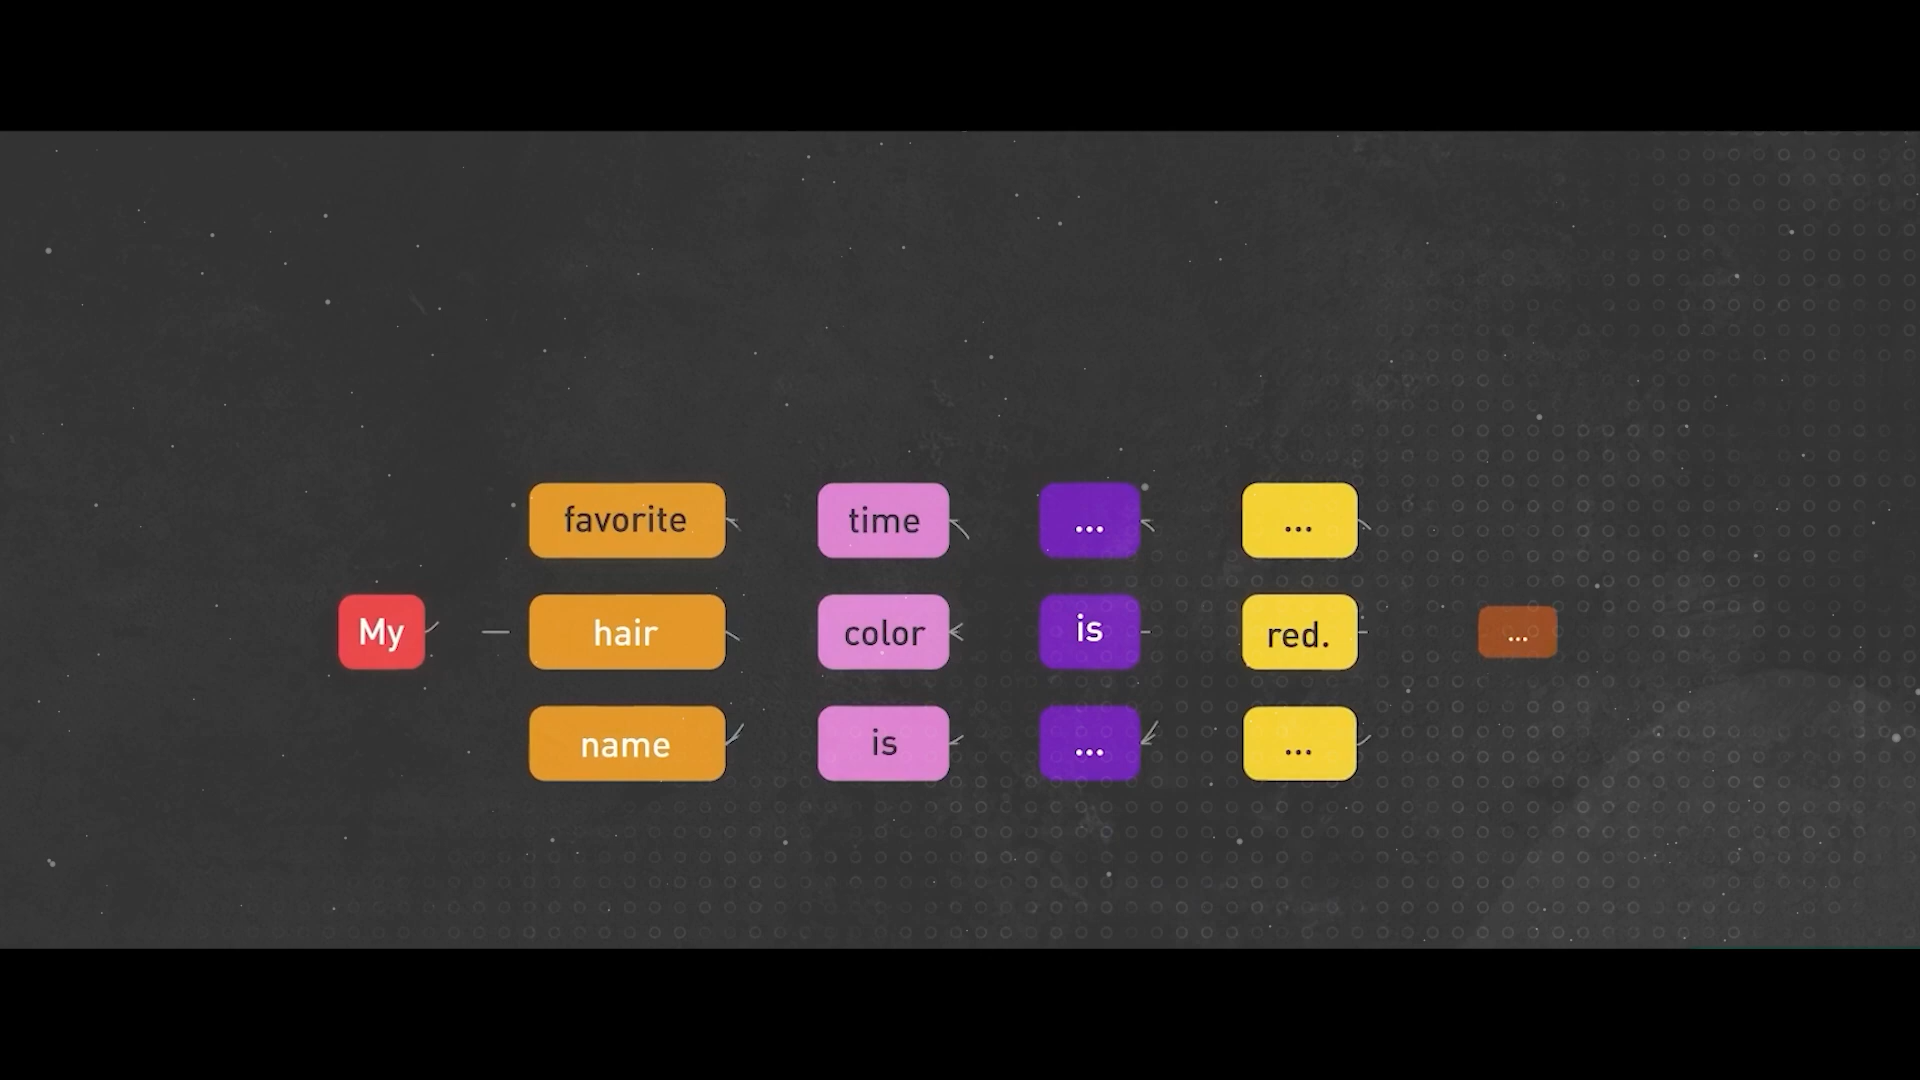 favorite time ... ...
My hair color is red. ...
name is ... ...